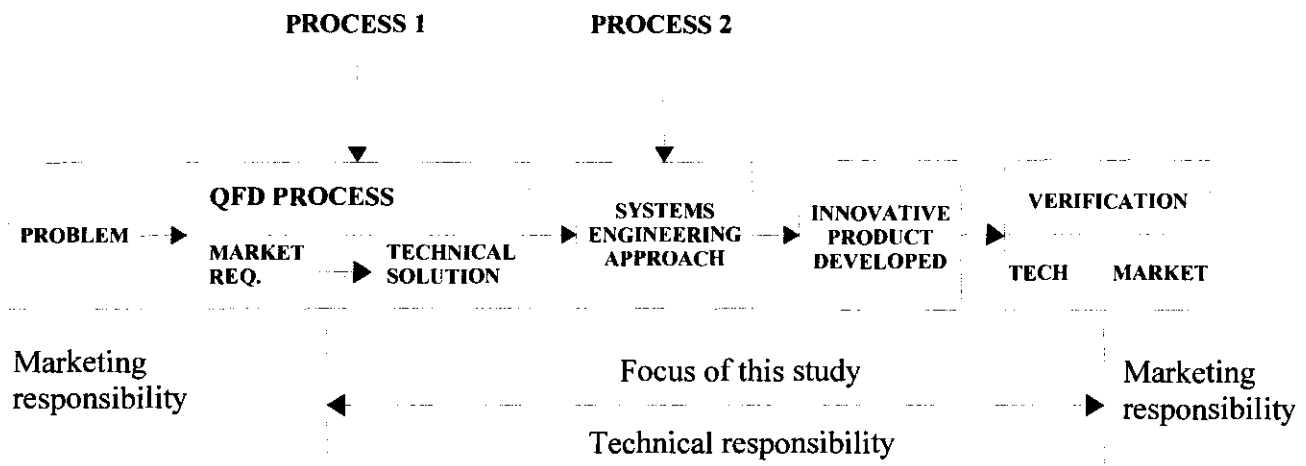 PROCESS 1
PROCESS 2
QFD PROCESS
PROBLEM
MARKET
REQ.
TECHNICAL
SOLUTION
SYSTEMS
ENGINEERING
APPROACH
INNOVATIVE
PRODUCT
DEVELOPED
VERIFICATION
TECH
MARKET
Marketing
responsibility
Focus of this study
Technical responsibility
Marketing
responsibility